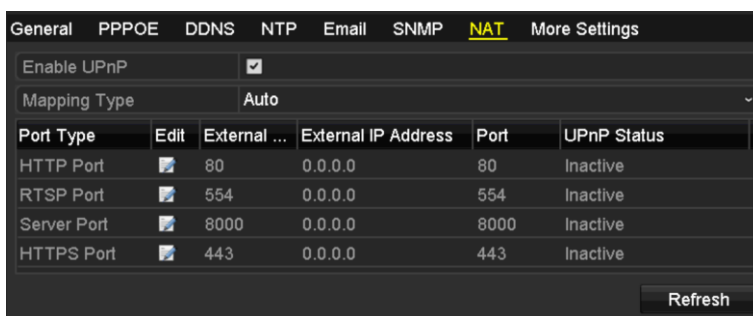 General PPPOE DDNS NTP Email SNMP NAT More Settings
Enable UPnP
Mapping Type Auto
Port Type Edit External ... External IP Address Port UPnP Status
HTTP Port 80 0.0.0.0 80 Inactive
RTSP Port 554 0.0.0.0 554 Inactive
Server Port 8000 0.0.0.0 8000 Inactive
HTTPS Port 443 0.0.0.0 443 Inactive
Refresh